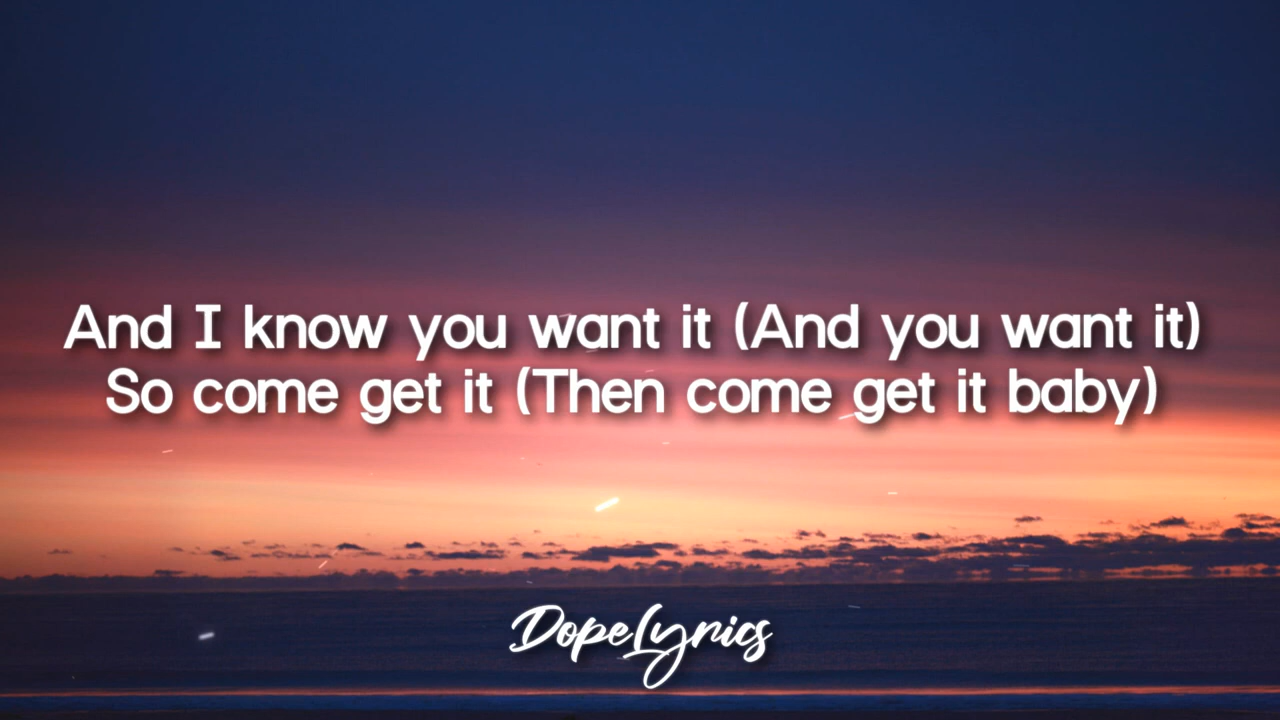 And I know you want it (And you want it)
So come get it (Then come get it baby)
DopeLyrics